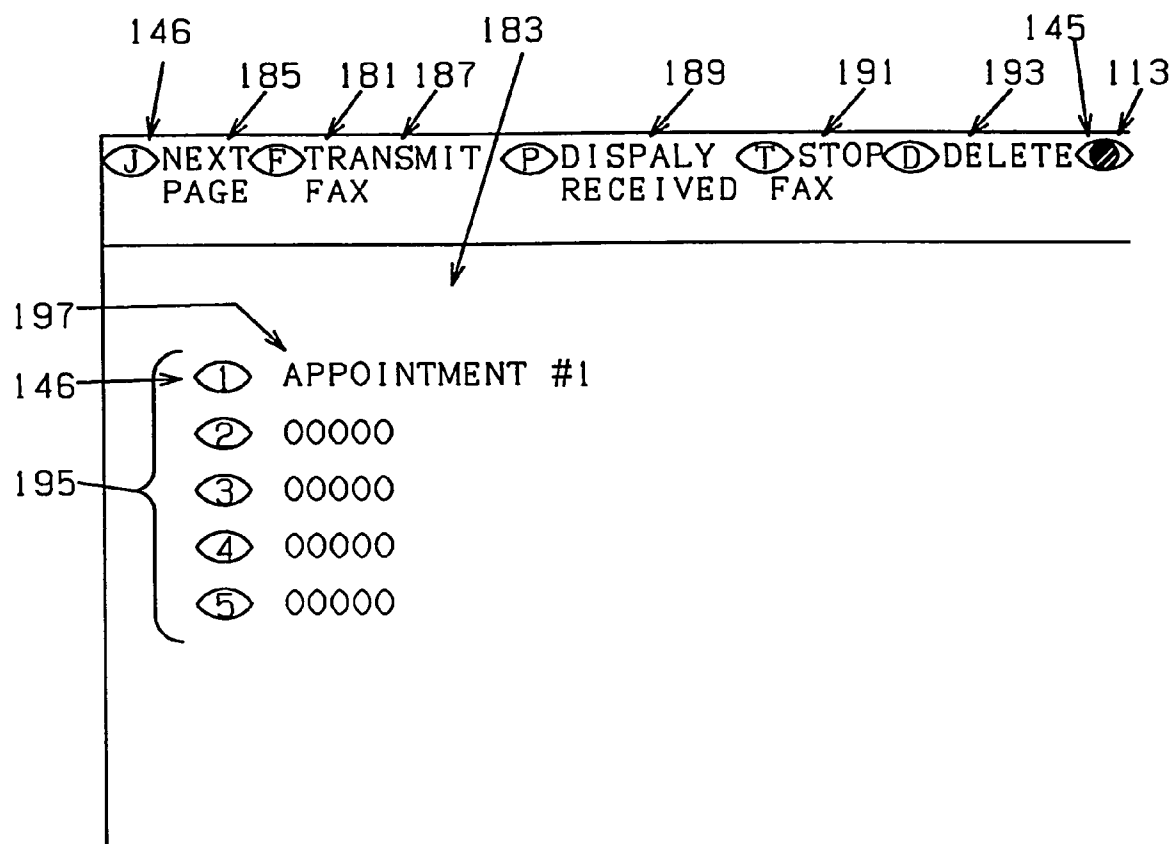 146 183 145
185 181 187 189 191 193 113
J NEXT F TRANSMIT P DISPALY T STOP D DELETE
PAGE FAX RECEIVED FAX
197
1 APPOINTMENT #1
146
2 00000
195
3 00000
4 00000
5 00000